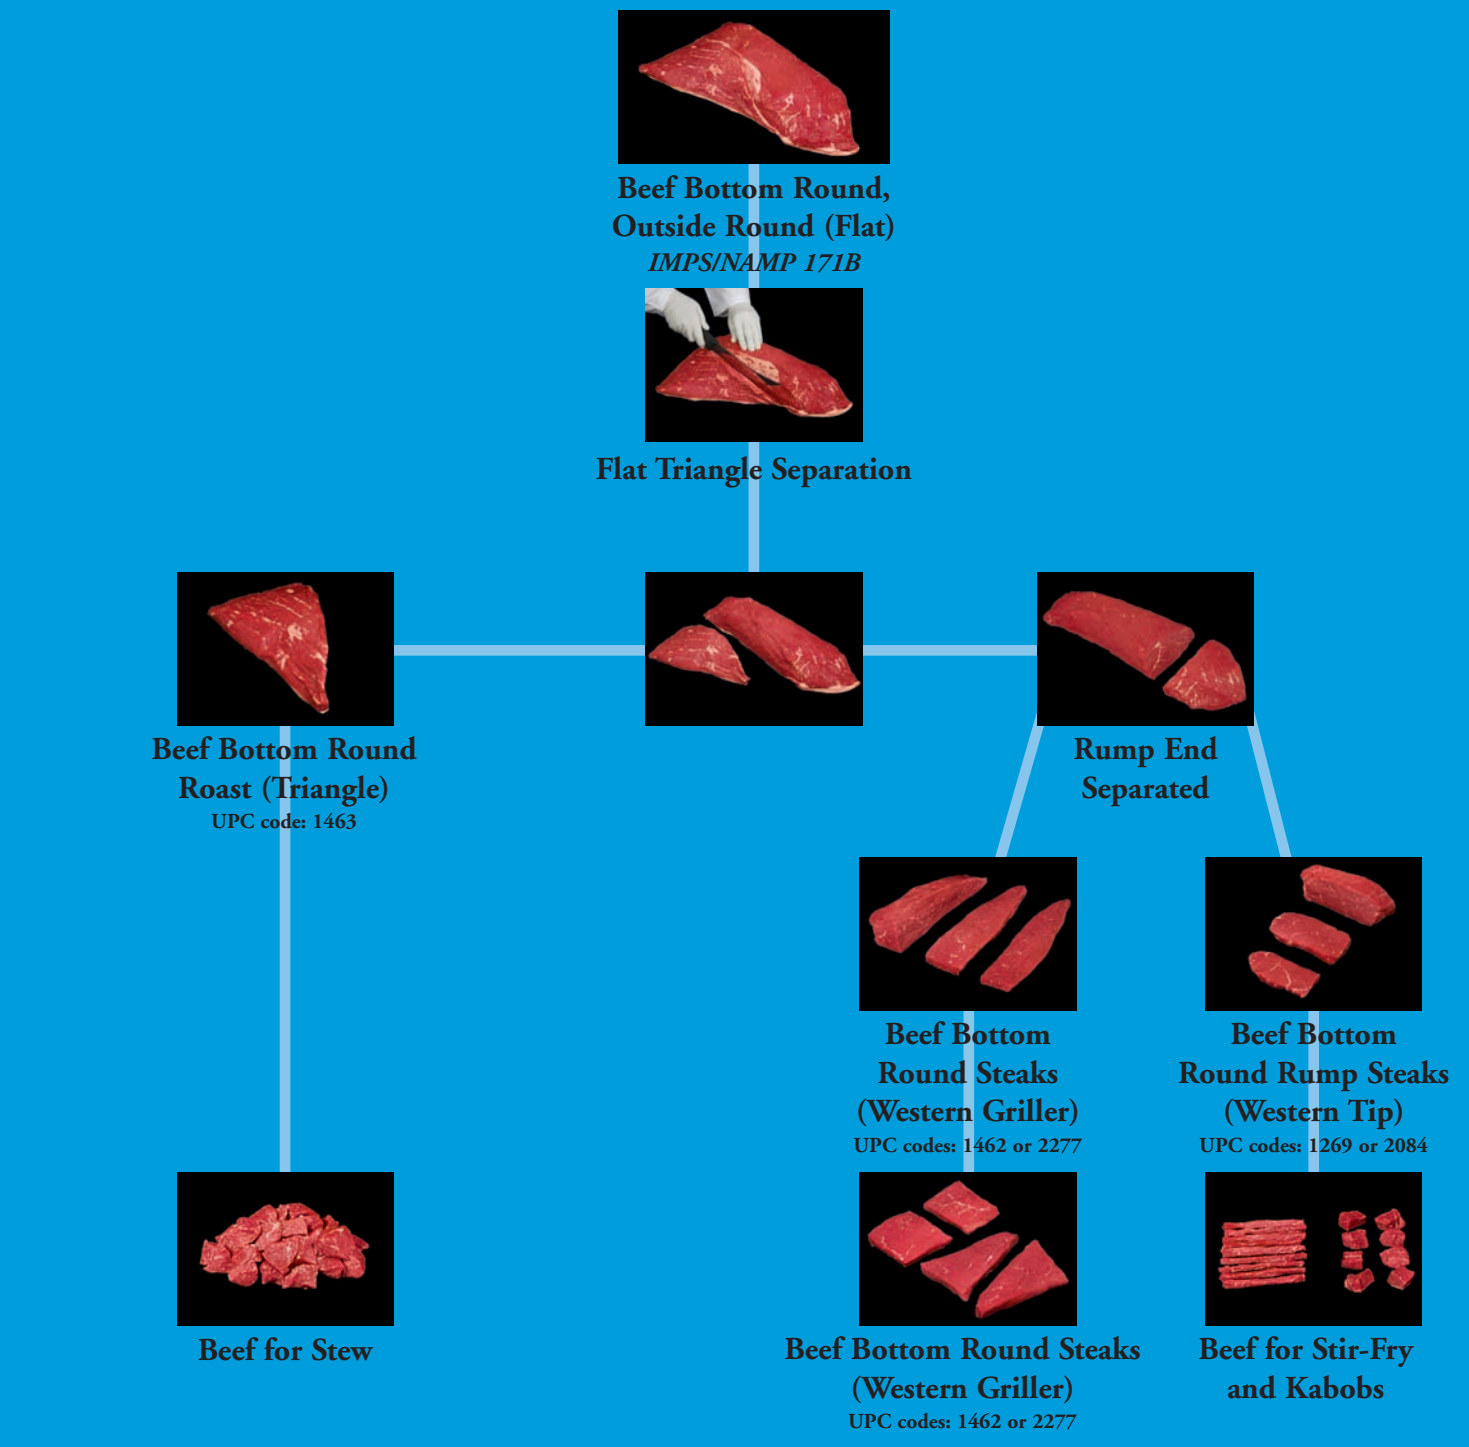 Beef Bottom Round,
Outside Round (Flat)
IMPS/NAMP 171B
Flat Triangle Separation
Beef Bottom Round
Roast (Triangle)
UPC code: 1463
Rump End
Separated
Beef Bottom
Round Steaks
(Western Griller)
UPC codes: 1462 or 2277
Beef Bottom
Round Rump Steaks
(Western Tip)
UPC codes: 1269 or 2084
Beef for Stew
Beef Bottom Round Steaks
(Western Griller)
UPC codes: 1462 or 2277
Beef for Stir-Fry
and Kabobs